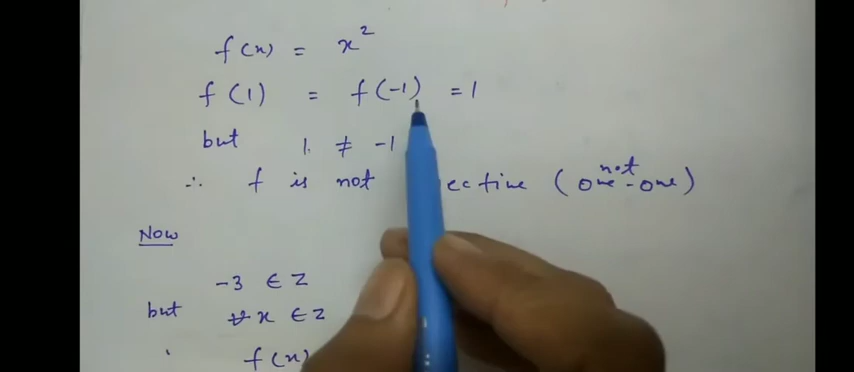 f(x) = x²
f(1) = f(-1) = 1
but 1 ≠ -1
∴ f is not ective (one-one)
not
Now
-3 ∈ Z
but ∀ x ∈ Z
f(x)